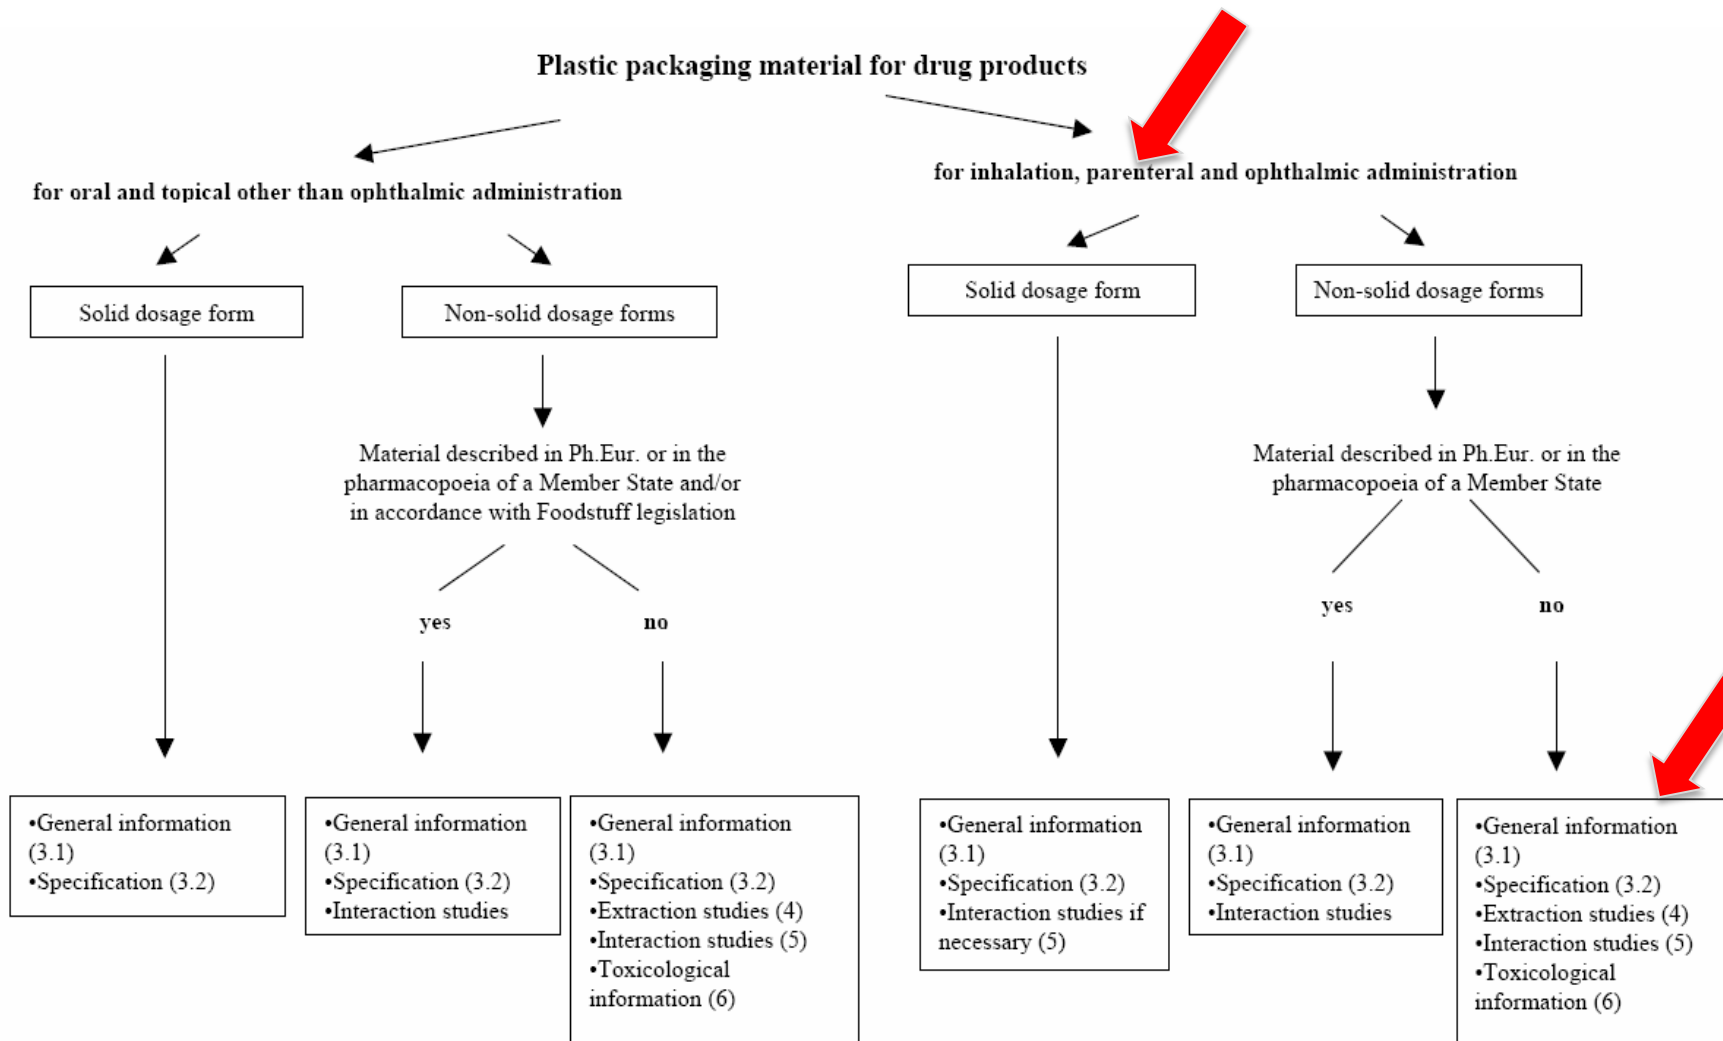 Plastic packaging material for drug products
for oral and topical other than ophthalmic administration
for inhalation, parenteral and ophthalmic administration
Solid dosage form
Non-solid dosage forms
Solid dosage form
Non-solid dosage forms
Material described in Ph.Eur. or in the
pharmacopoeia of a Member State and/or
in accordance with Foodstuff legislation
Material described in Ph.Eur. or in the
pharmacopoeia of a Member State
yes
no
yes
no
•General information
(3.1)
•Specification (3.2)
•General information
(3.1)
•Specification (3.2)
•Interaction studies
•General information
(3.1)
•Specification (3.2)
•Extraction studies (4)
•Interaction studies (5)
•Toxicological
information (6)
•General information
(3.1)
•Specification (3.2)
•Interaction studies if
necessary (5)
•General information
(3.1)
•Specification (3.2)
•Interaction studies
•General information
(3.1)
•Specification (3.2)
•Extraction studies (4)
•Interaction studies (5)
•Toxicological
information (6)